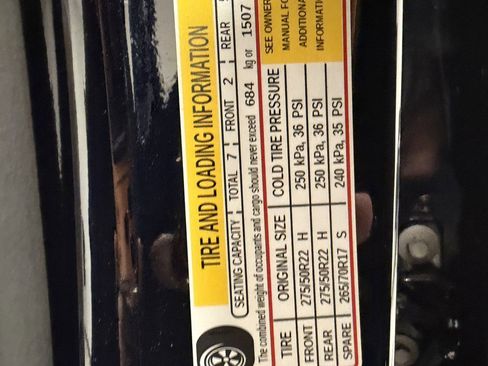 TIRE AND LOADING INFORMATION
SEATING CAPACITY TOTAL 7 FRONT 2 REAR
The combined weight of occupants and cargo should never exceed 684 kg or 1507
TIRE ORIGINAL SIZE COLD TIRE PRESSURE
FRONT 275/50R22 H 250 kPa, 36 PSI
REAR 275/50R22 H 250 kPa, 36 PSI
SPARE 265/70R17 S 240 kPa, 35 PSI
SEE OWNER
MANUAL FO
ADDITIONA
INFORMATI